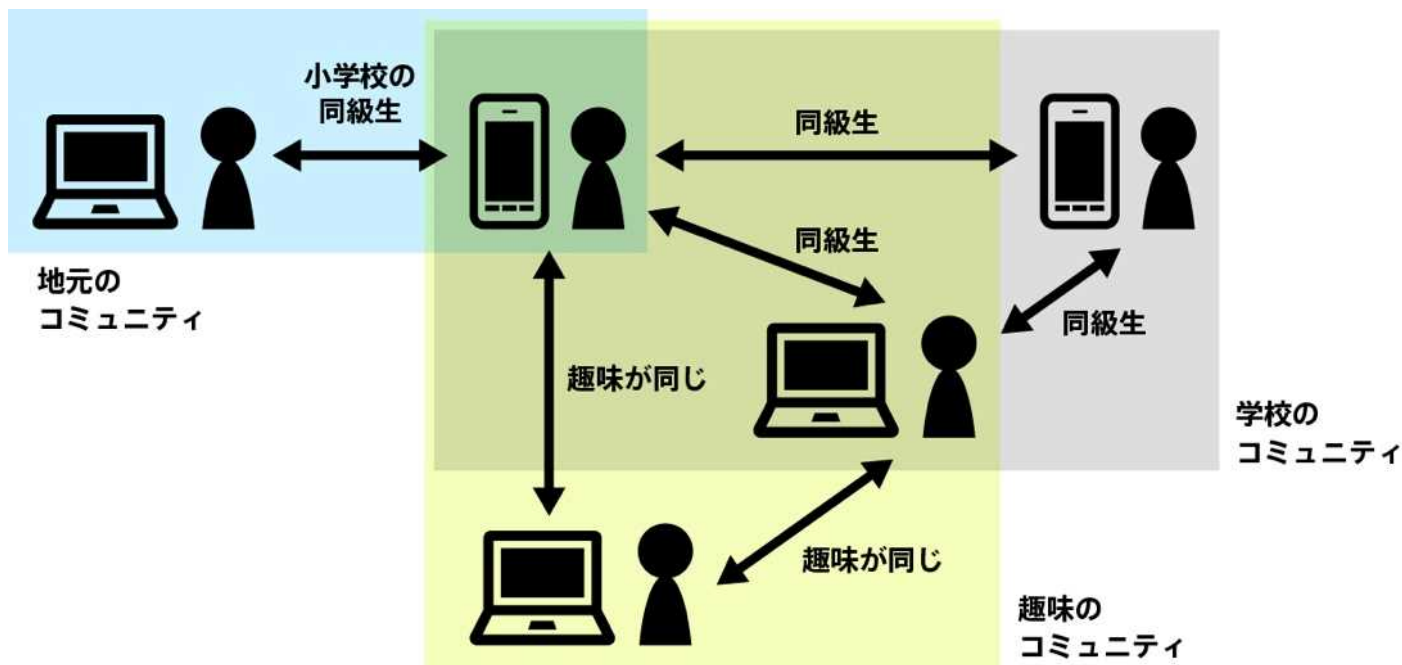 小学校の
同級生
同級生
同級生
地元の
コミュニティ
同級生
趣味が同じ
学校の
コミュニティ
趣味が同じ
趣味の
コミュニティ